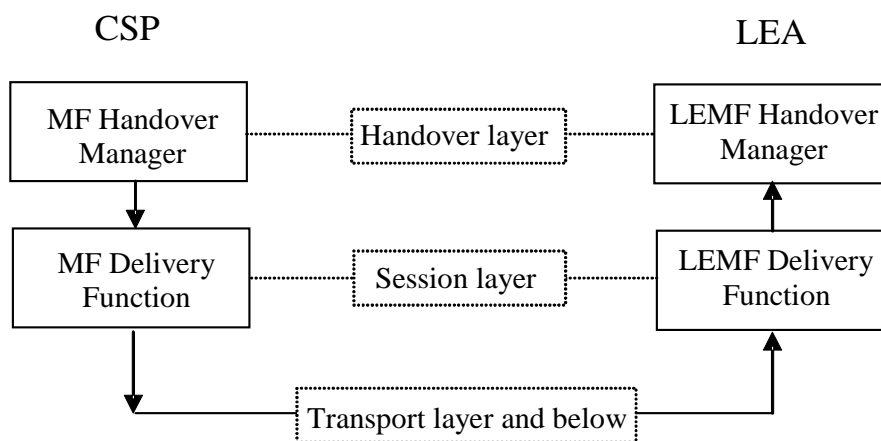 CSP
LEA
MF Handover
Manager
Handover layer
LEMF Handover
Manager
MF Delivery
Function
Session layer
LEMF Delivery
Function
Transport layer and below